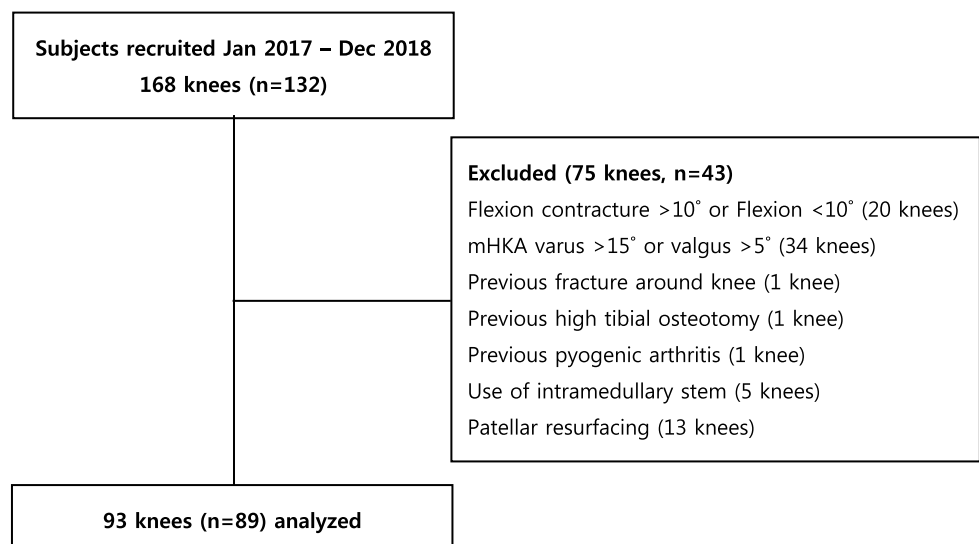 Subjects recruited Jan 2017 – Dec 2018
168 knees (n=132)
Excluded (75 knees, n=43)
Flexion contracture >10˚ or Flexion <10˚ (20 knees)
mHKA varus >15˚ or valgus >5˚ (34 knees)
Previous fracture around knee (1 knee)
Previous high tibial osteotomy (1 knee)
Previous pyogenic arthritis (1 knee)
Use of intramedullary stem (5 knees)
Patellar resurfacing (13 knees)
93 knees (n=89) analyzed